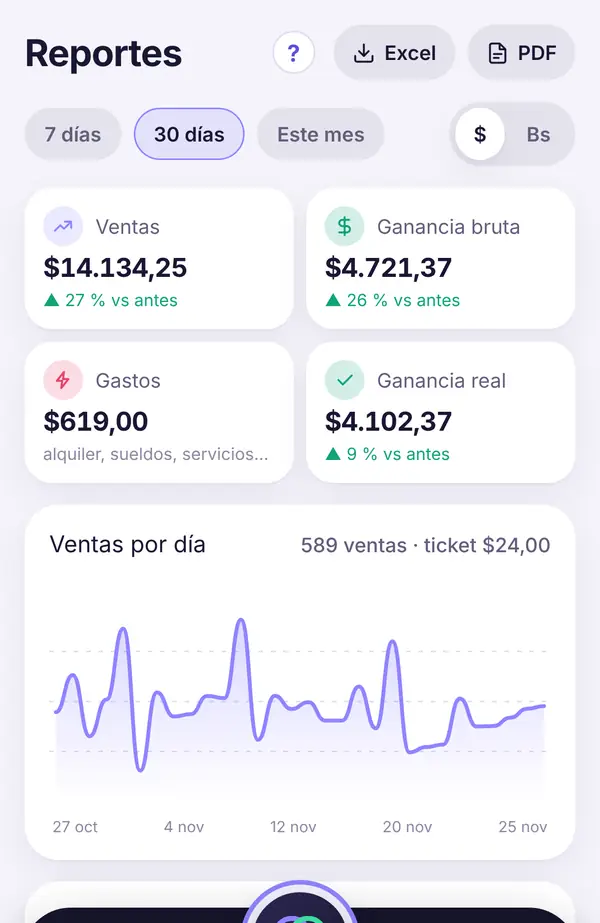 Reportes ? Excel PDF
7 días 30 días Este mes $ Bs
Ventas
$14.134,25
▲ 27 % vs antes
Ganancia bruta
$4.721,37
▲ 26 % vs antes
Gastos
$619,00
alquiler, sueldos, servicios...
Ganancia real
$4.102,37
▲ 9 % vs antes
Ventas por día 589 ventas · ticket $24,00
27 oct 4 nov 12 nov 20 nov 25 nov